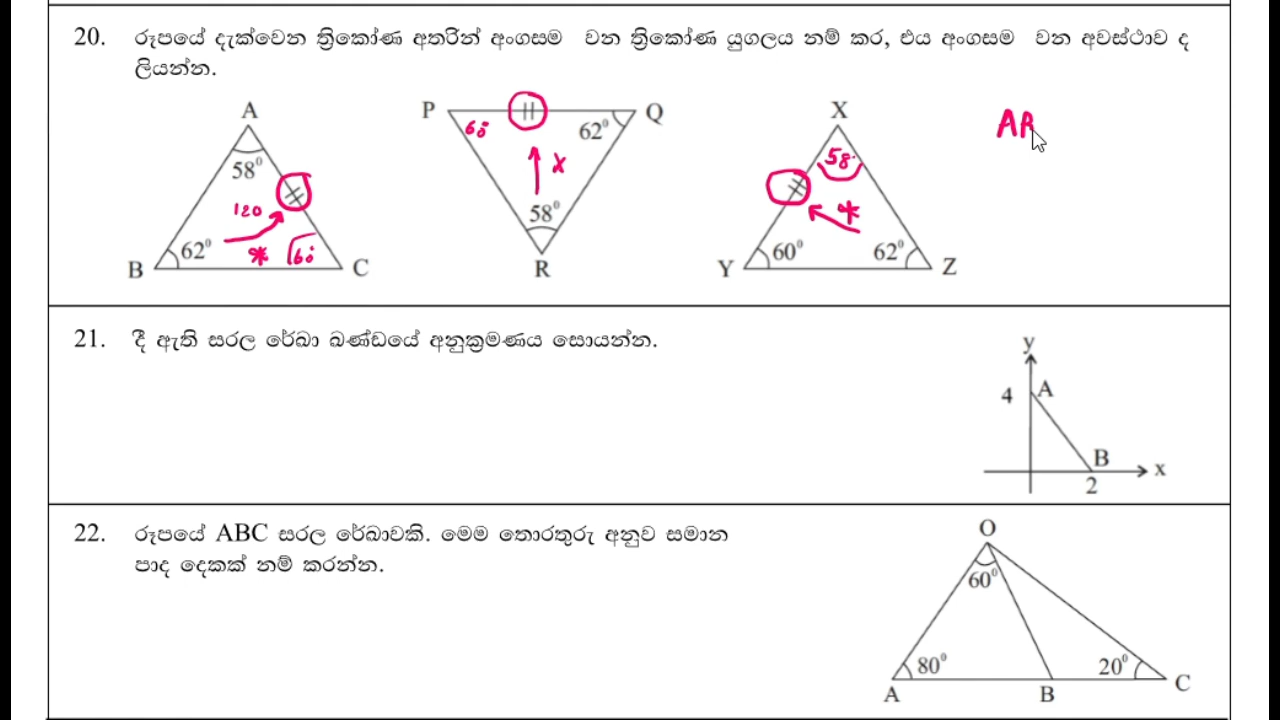 20. රූපයේ දැක්වෙන ත්‍රිකෝණ අතරින් අංගසම වන ත්‍රිකෝණ යුගලය නම් කර, එය අංගසම වන අවස්ථාව ද
ලියන්න.
A
58°
120
62°
60°
B
C
P
Q
60°
62°
x
58°
R
X
58°
60°
62°
Y
Z
AB
21. දී ඇති සරල රේඛා ඛණ්ඩයේ අනුක්‍රමණය සොයන්න.
y
4
A
B
x
2
22. රූපයේ ABC සරල රේඛාවකි. මෙම තොරතුරු අනුව සමාන
පාද දෙකක් නම් කරන්න.
O
60°
80°
20°
A
B
C